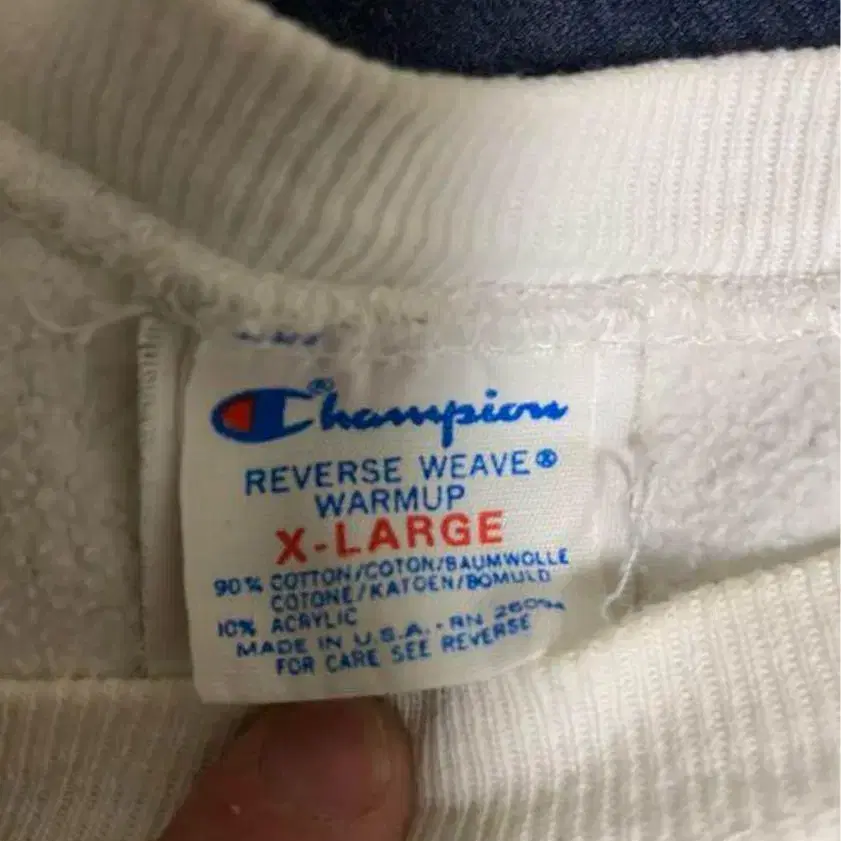 Champion®
REVERSE WEAVE®
WARMUP
X-LARGE
90% COTTON/COTON/BAUMWOLLE
COTONE/KATOEN/BOMULD
10% ACRYLIC
MADE IN U.S.A.-RN 26094
FOR CARE SEE REVERSE